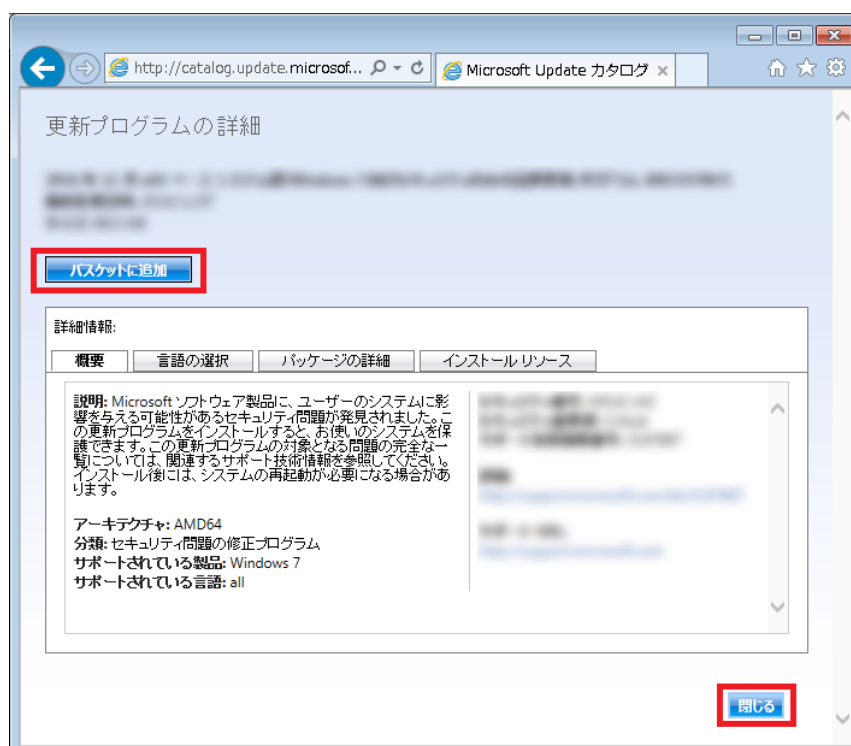 http://catalog.update.microsof...
Microsoft Update カタログ
更新プログラムの詳細
バスケットに追加
詳細情報:
概要
言語の選択
パッケージの詳細
インストール リソース
説明: Microsoft ソフトウェア製品に、ユーザーのシステムに影
響を与える可能性があるセキュリティ問題が発見されました。こ
の更新プログラムをインストールすると、お使いのシステムを保
護できます。この更新プログラムの対象となる問題の完全な一
覧については、関連するサポート技術情報を参照してください。
インストール後には、システムの再起動が必要になる場合があ
ります。
アーキテクチャ: AMD64
分類: セキュリティ問題の修正プログラム
サポートされている製品: Windows 7
サポートされている言語: all
閉じる